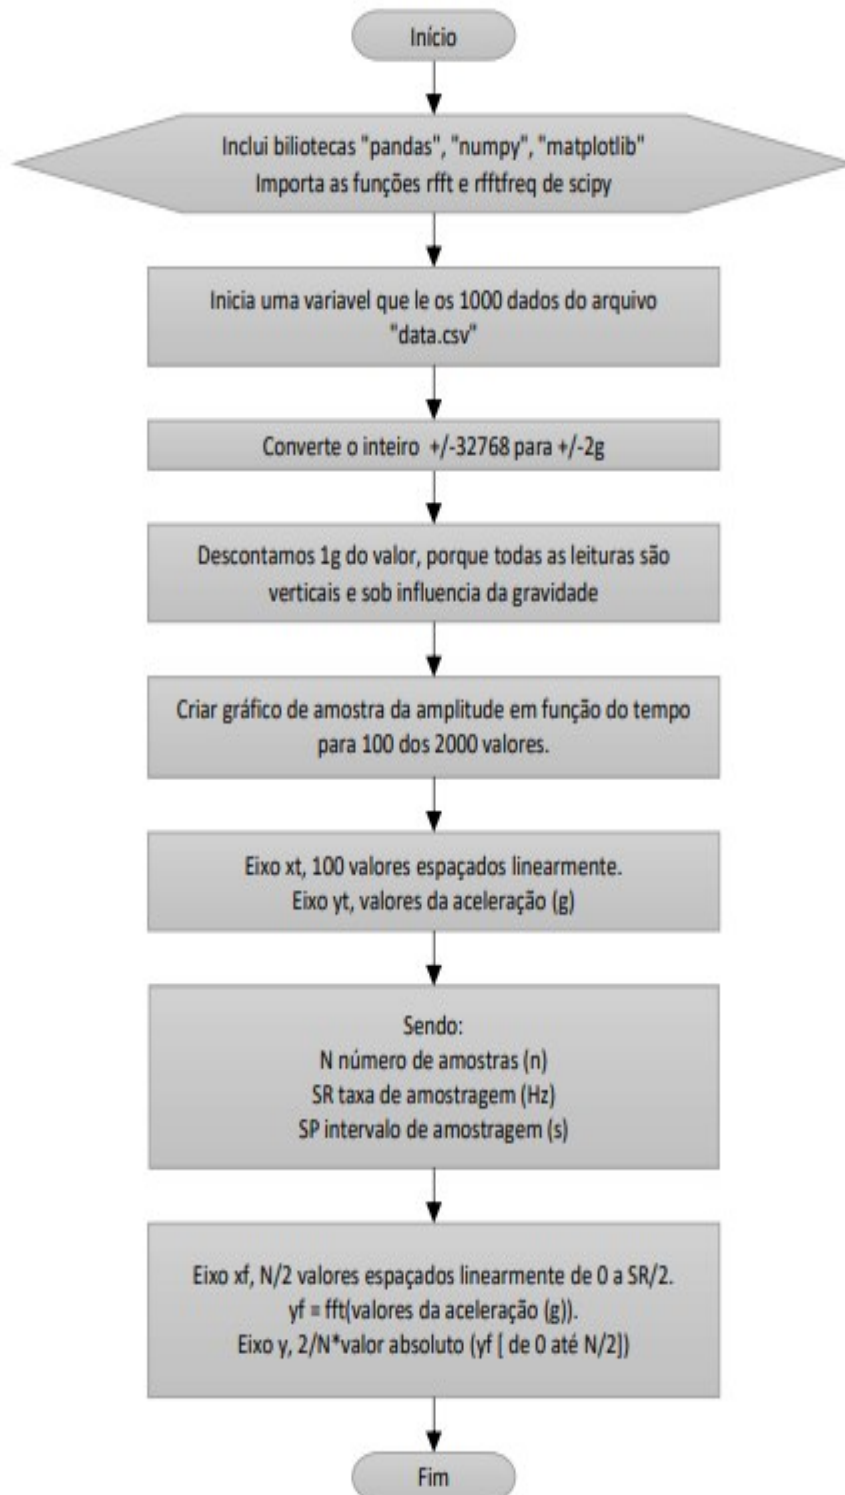 Início
Inclui biliotecas "pandas", "numpy", "matplotlib"
Importa as funções rfft e rfftfreq de scipy
Inicia uma variavel que le os 1000 dados do arquivo
"data.csv"
Converte o inteiro +/-32768 para +/-2g
Descontamos 1g do valor, porque todas as leituras são
verticais e sob influencia da gravidade
Criar gráfico de amostra da amplitude em função do tempo
para 100 dos 2000 valores.
Eixo xt, 100 valores espaçados linearmente.
Eixo yt, valores da aceleração (g)
Sendo:
N número de amostras (n)
SR taxa de amostragem (Hz)
SP intervalo de amostragem (s)
Eixo xf, N/2 valores espaçados linearmente de 0 a SR/2.
yf = fft(valores da aceleração (g)).
Eixo y, 2/N*valor absoluto (yf [ de 0 até N/2])
Fim